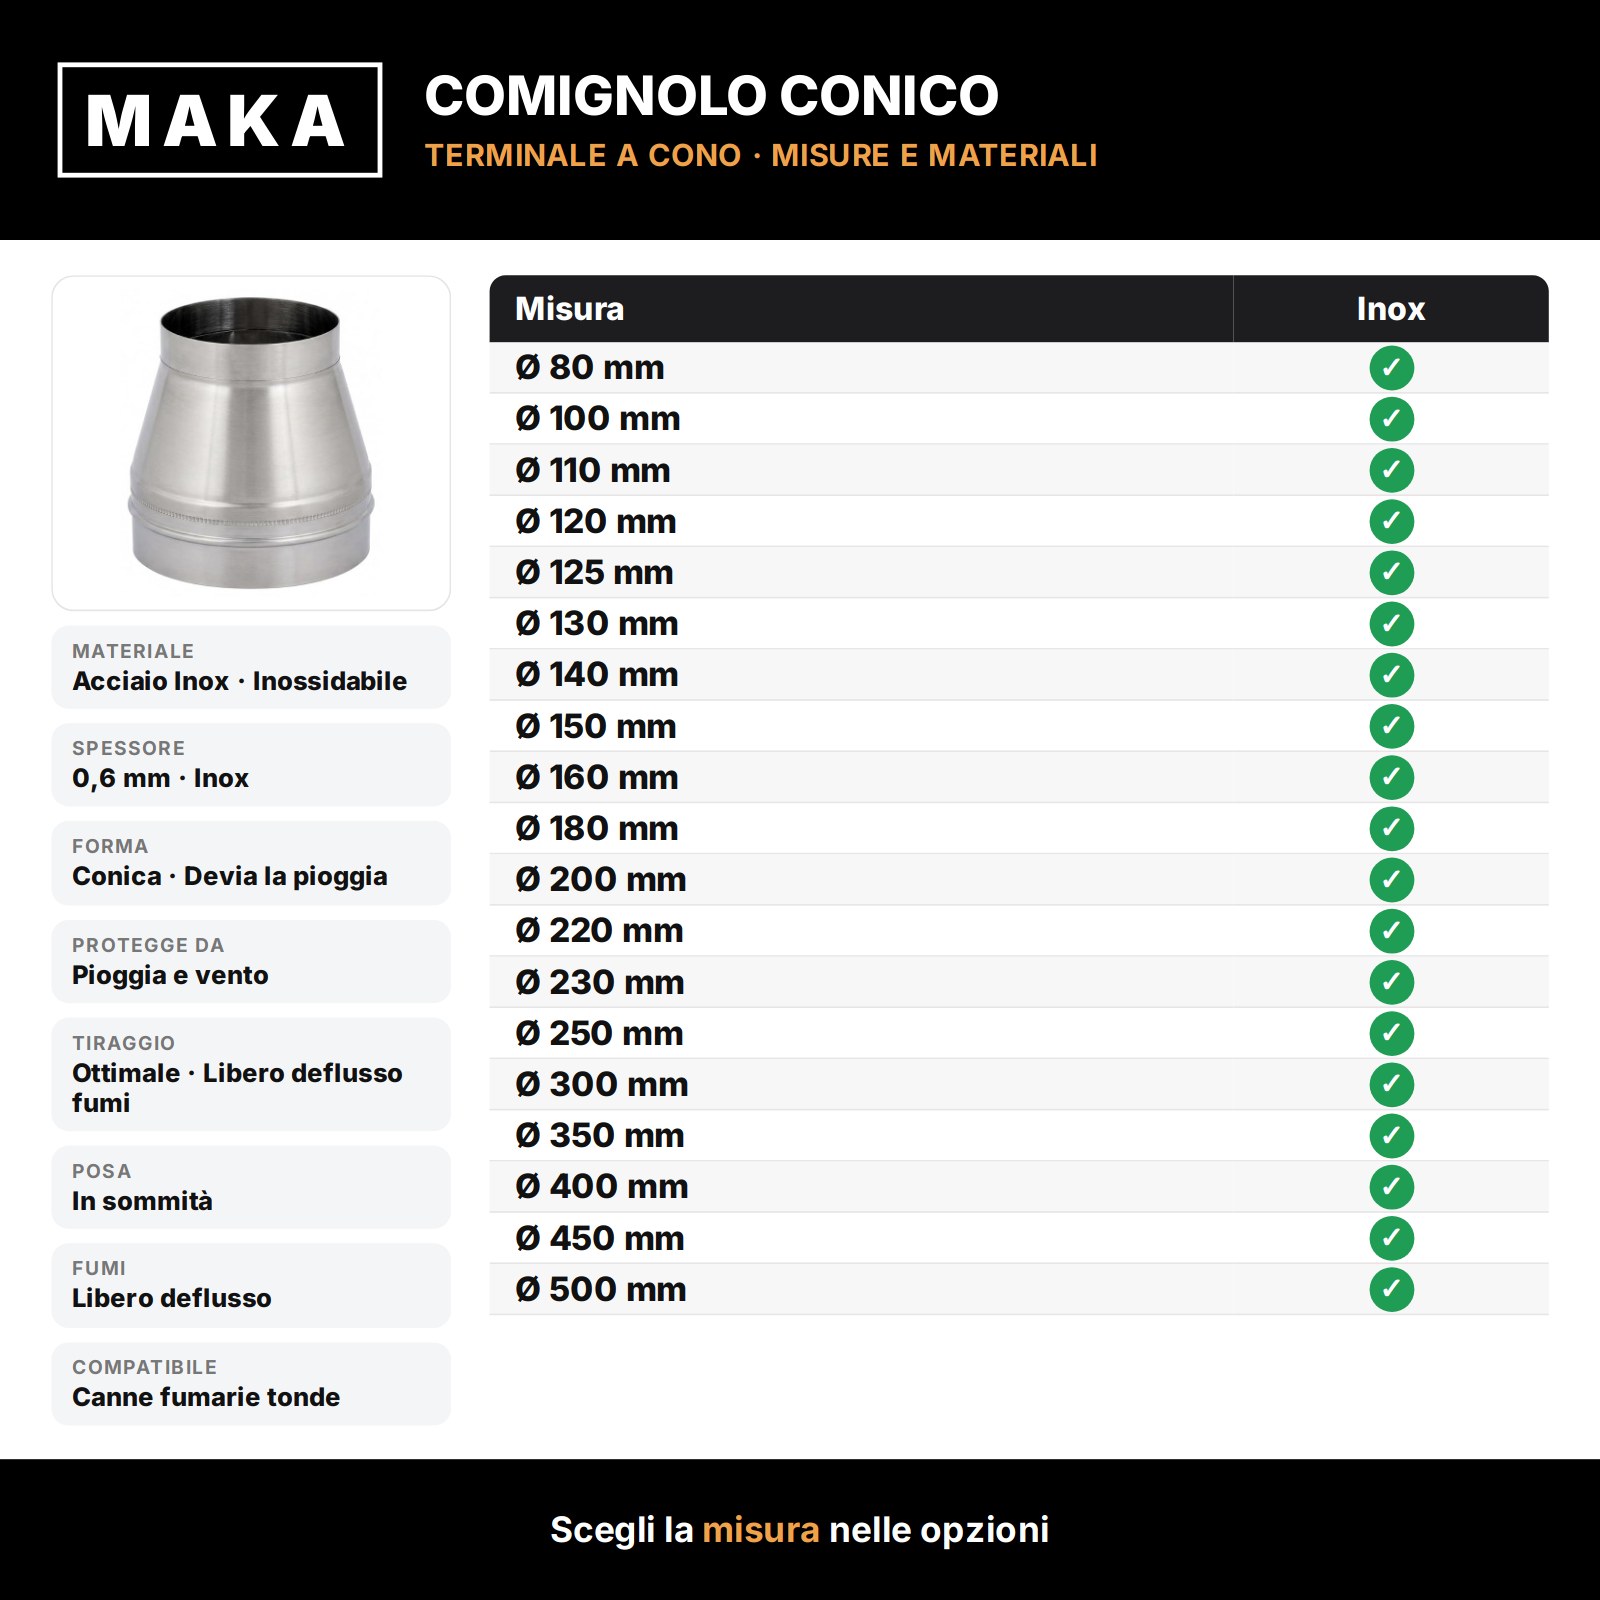 MAKA
COMIGNOLO CONICO
TERMINALE A CONO · MISURE E MATERIALI
MATERIALE
Acciaio Inox · Inossidabile
SPESSORE
0,6 mm · Inox
FORMA
Conica · Devia la pioggia
PROTEGGE DA
Pioggia e vento
TIRAGGIO
Ottimale · Libero deflusso
fumi
POSA
In sommità
FUMI
Libero deflusso
COMPATIBILE
Canne fumarie tonde
Misura Inox
Ø 80 mm ✓
Ø 100 mm ✓
Ø 110 mm ✓
Ø 120 mm ✓
Ø 125 mm ✓
Ø 130 mm ✓
Ø 140 mm ✓
Ø 150 mm ✓
Ø 160 mm ✓
Ø 180 mm ✓
Ø 200 mm ✓
Ø 220 mm ✓
Ø 230 mm ✓
Ø 250 mm ✓
Ø 300 mm ✓
Ø 350 mm ✓
Ø 400 mm ✓
Ø 450 mm ✓
Ø 500 mm ✓
Scegli la misura nelle opzioni